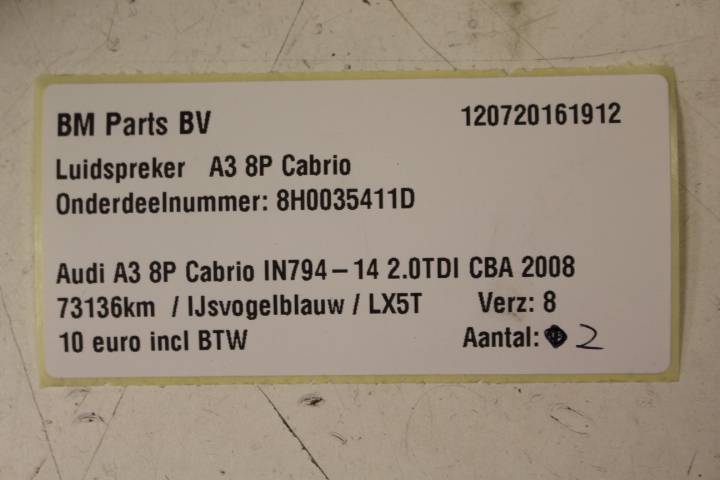 BM Parts BV 120720161912
Luidspreker A3 8P Cabrio
Onderdeelnummer: 8H0035411D
Audi A3 8P Cabrio IN794-14 2.0TDI CBA 2008
73136km / IJsvogelblauw / LX5T Verz: 8
10 euro incl BTW Aantal: 2